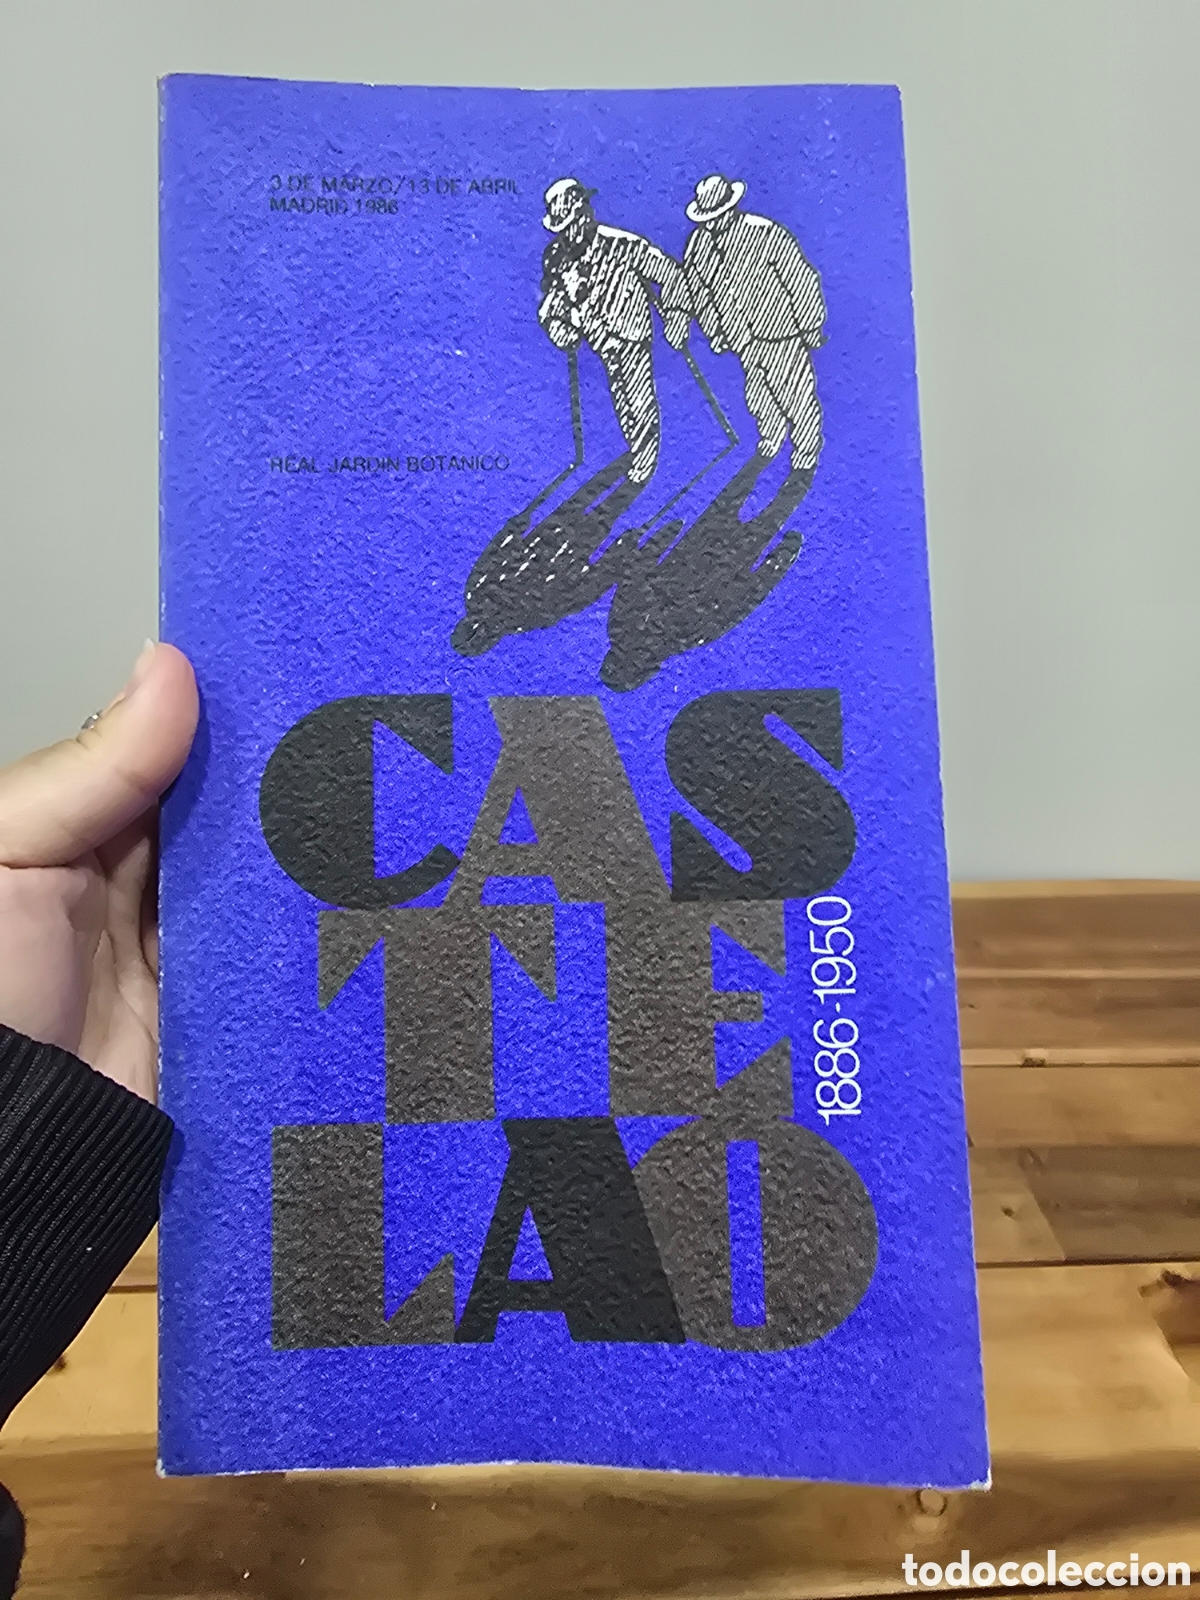 3 DE MARZO/13 DE ABRIL
MADRID 1986
REAL JARDIN BOTANICO
CAS
TE
LAO
1886-1950
todocoleccion